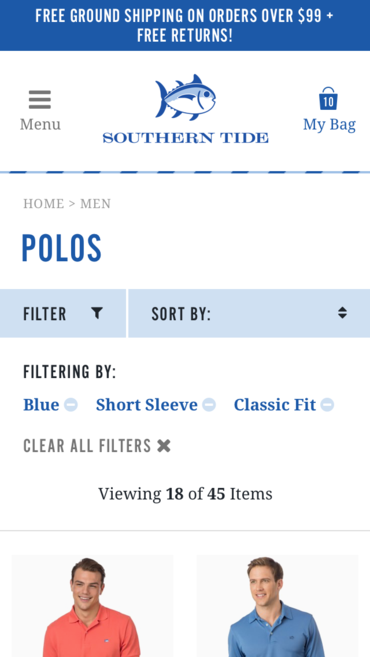 FREE GROUND SHIPPING ON ORDERS OVER $99 +
FREE RETURNS!
Menu
SOUTHERN TIDE
10
My Bag
HOME > MEN
POLOS
FILTER
SORT BY:
FILTERING BY:
Blue
Short Sleeve
Classic Fit
CLEAR ALL FILTERS
Viewing 18 of 45 Items